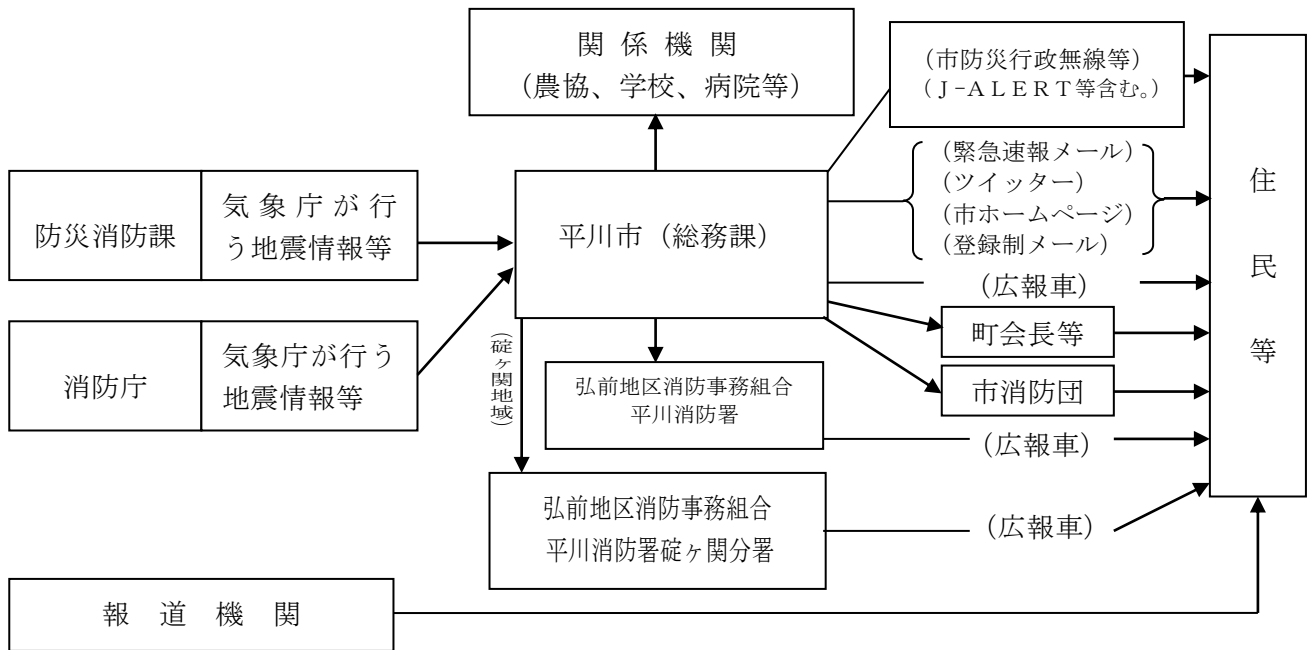 関係機関
（農協、学校、病院等）
（市防災行政無線等）
（Ｊ-ＡＬＥＲＴ等含む。）
（緊急速報メール）
（ツイッター）
（市ホームページ）
（登録制メール）
住民等
防災消防課
気象庁が行
う地震情報等
平川市（総務課）
（広報車）
町会長等
消防庁
気象庁が行う
地震情報等
（碇ヶ関地域）
弘前地区消防事務組合
平川消防署
市消防団
（広報車）
弘前地区消防事務組合
平川消防署碇ヶ関分署
（広報車）
報道機関